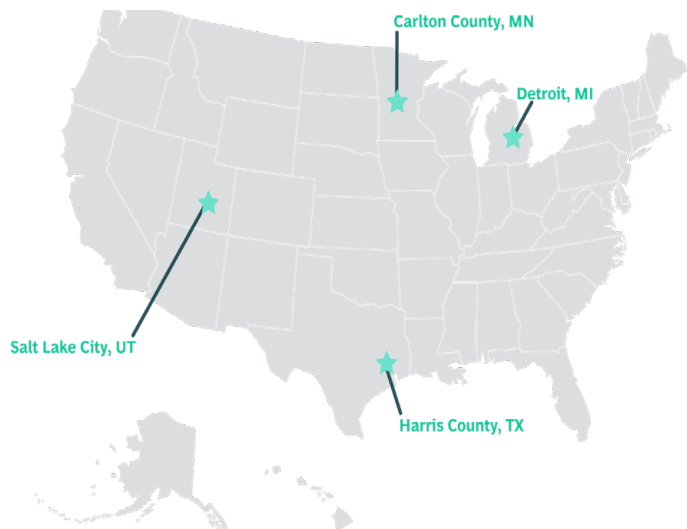 Carlton County, MN
Detroit, MI
Salt Lake City, UT
Harris County, TX